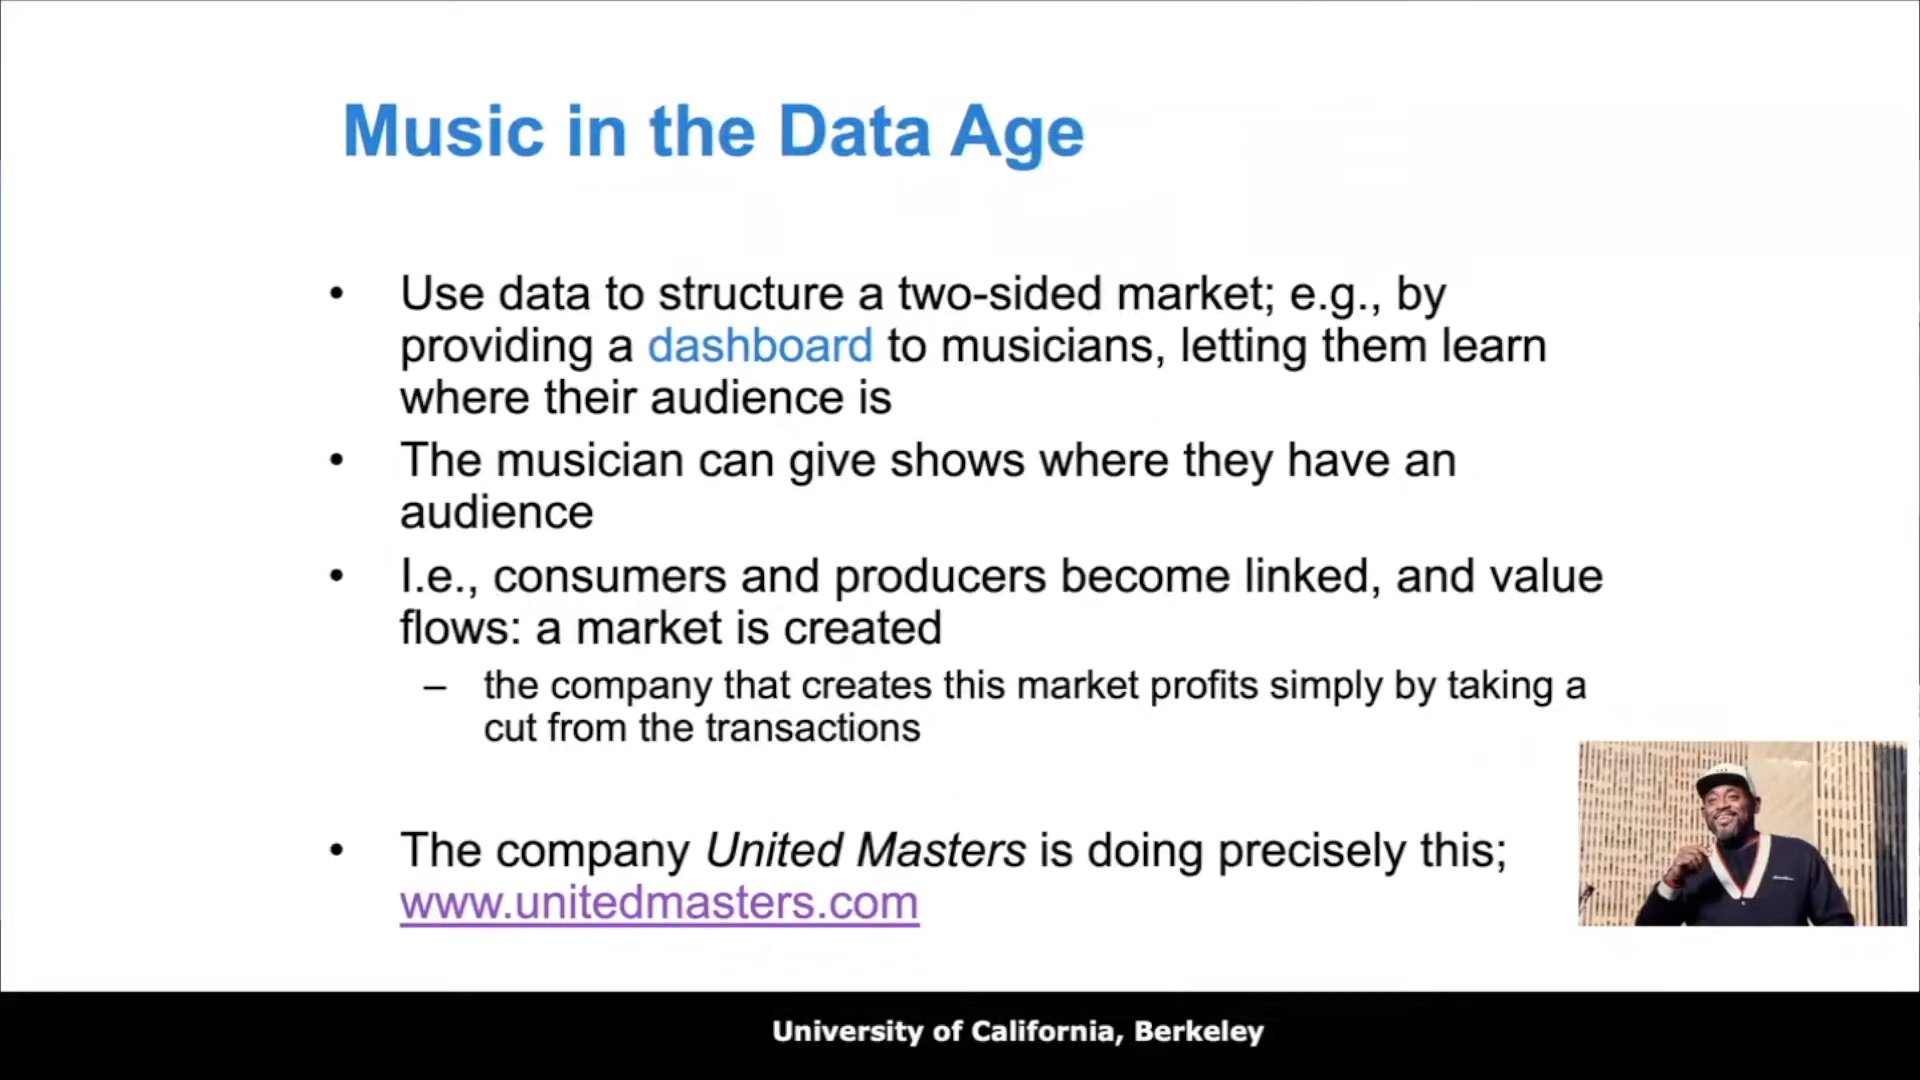 Music in the Data Age
• Use data to structure a two-sided market; e.g., by
providing a dashboard to musicians, letting them learn
where their audience is
• The musician can give shows where they have an
audience
• I.e., consumers and producers become linked, and value
flows: a market is created
– the company that creates this market profits simply by taking a
cut from the transactions
• The company United Masters is doing precisely this;
www.unitedmasters.com
University of California, Berkeley